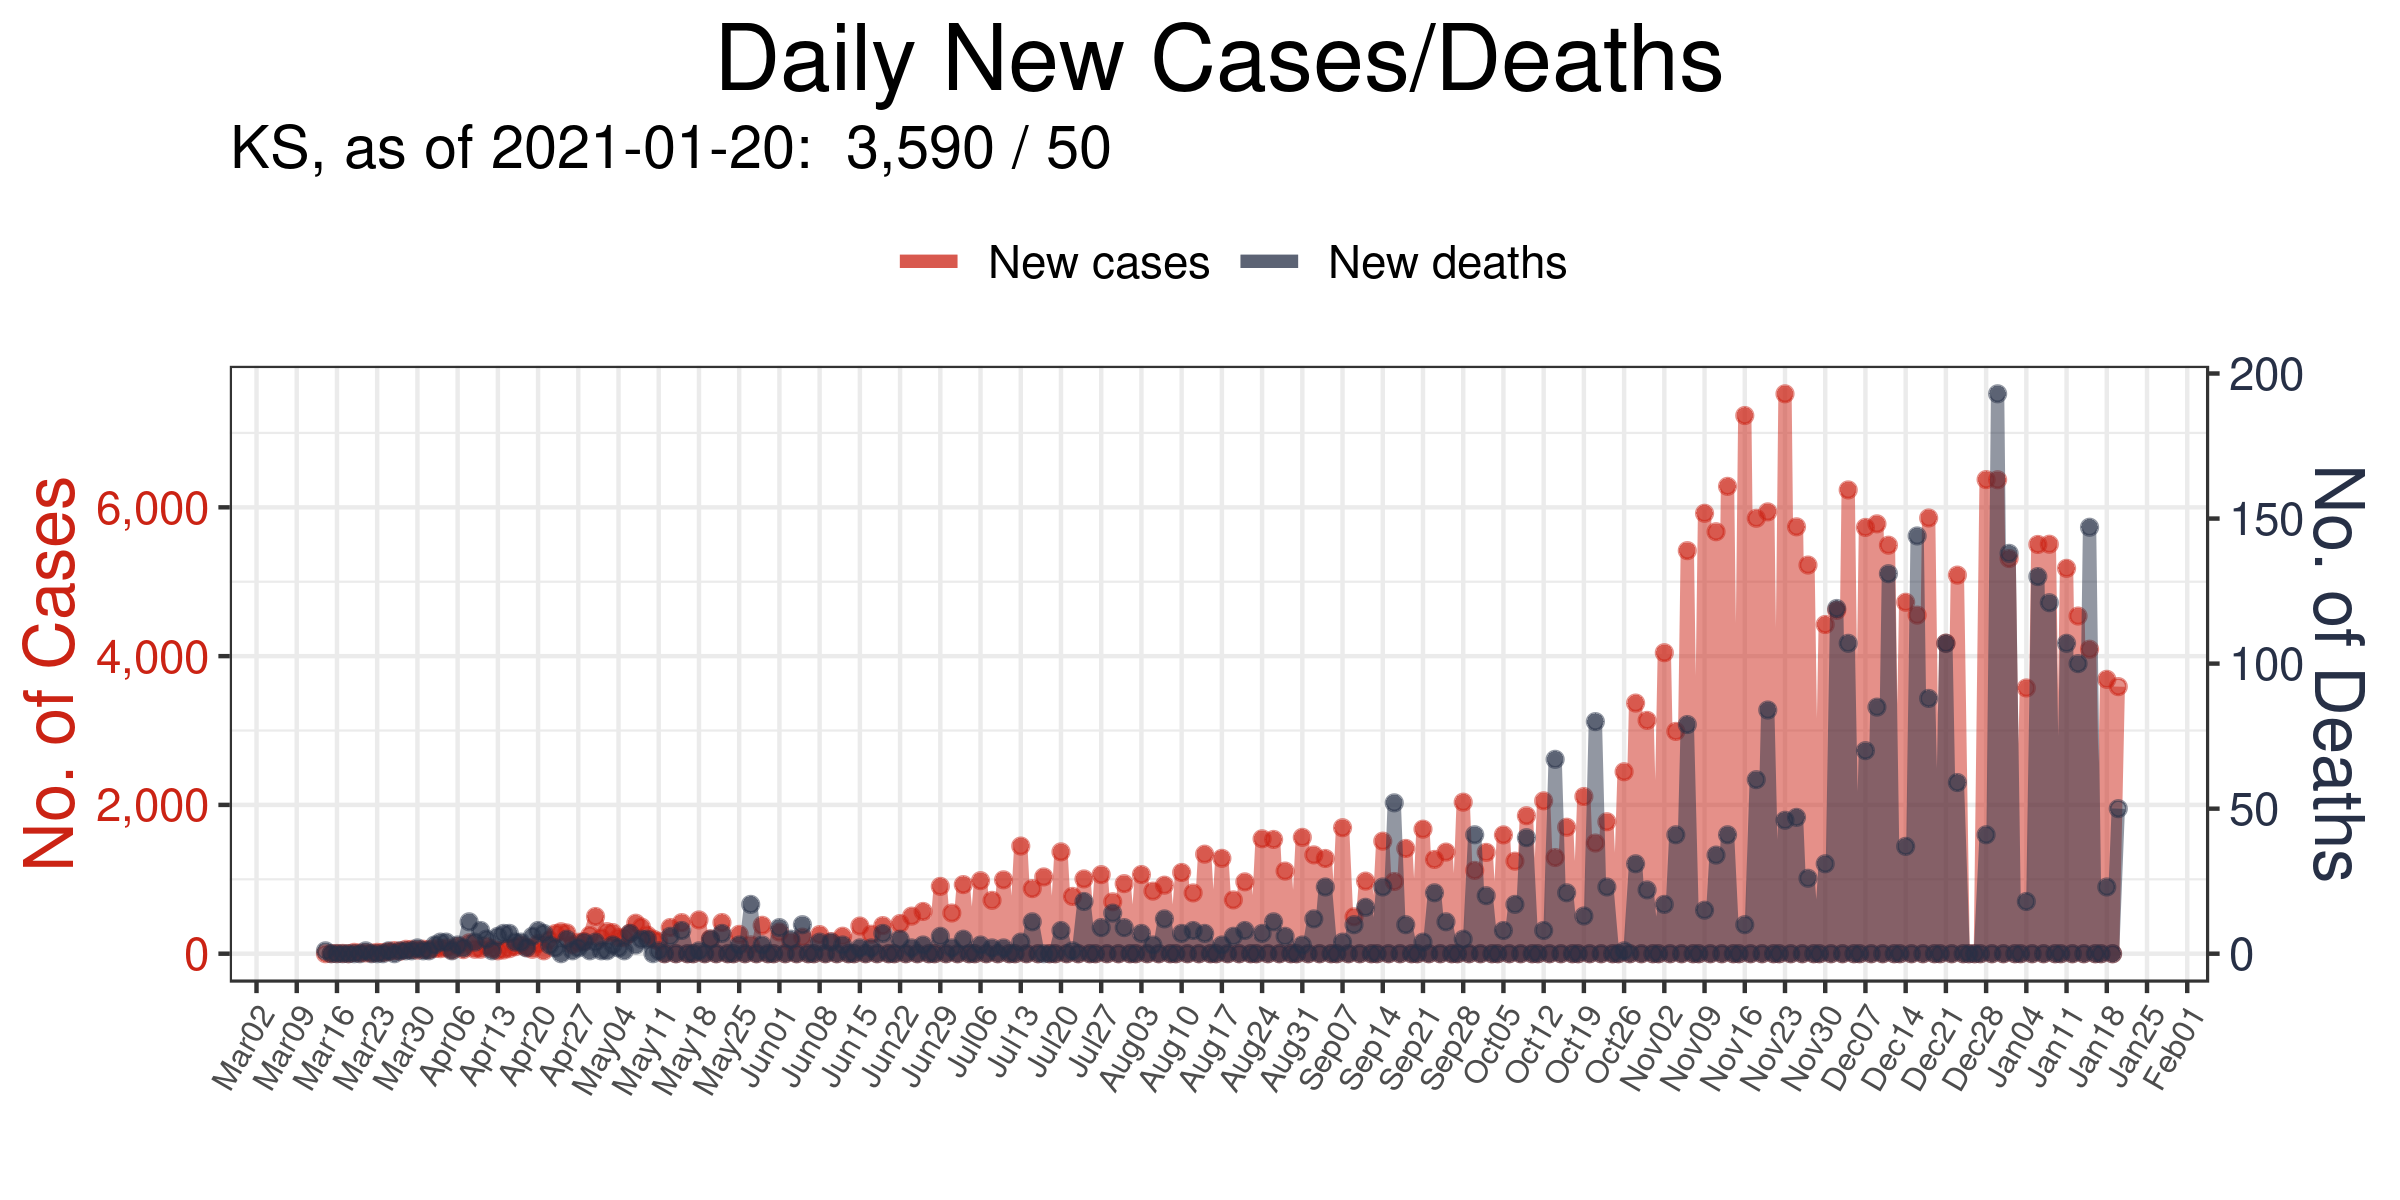 Daily New Cases/Deaths
KS, as of 2021-01-20: 3,590 / 50
New cases New deaths
No. of Cases
6,000
4,000
2,000
0
200
150
100
50
0
No. of Deaths
Mar02 Mar09 Mar16 Mar23 Mar30 Apr06 Apr13 Apr20 Apr27 May04 May11 May18 May25 Jun01 Jun08 Jun15 Jun22 Jun29 Jul06 Jul13 Jul20 Jul27 Aug03 Aug10 Aug17 Aug24 Aug31 Sep07 Sep14 Sep21 Sep28 Oct05 Oct12 Oct19 Oct26 Nov02 Nov09 Nov16 Nov23 Nov30 Dec07 Dec14 Dec21 Dec28 Jan04 Jan11 Jan18 Jan25 Feb01